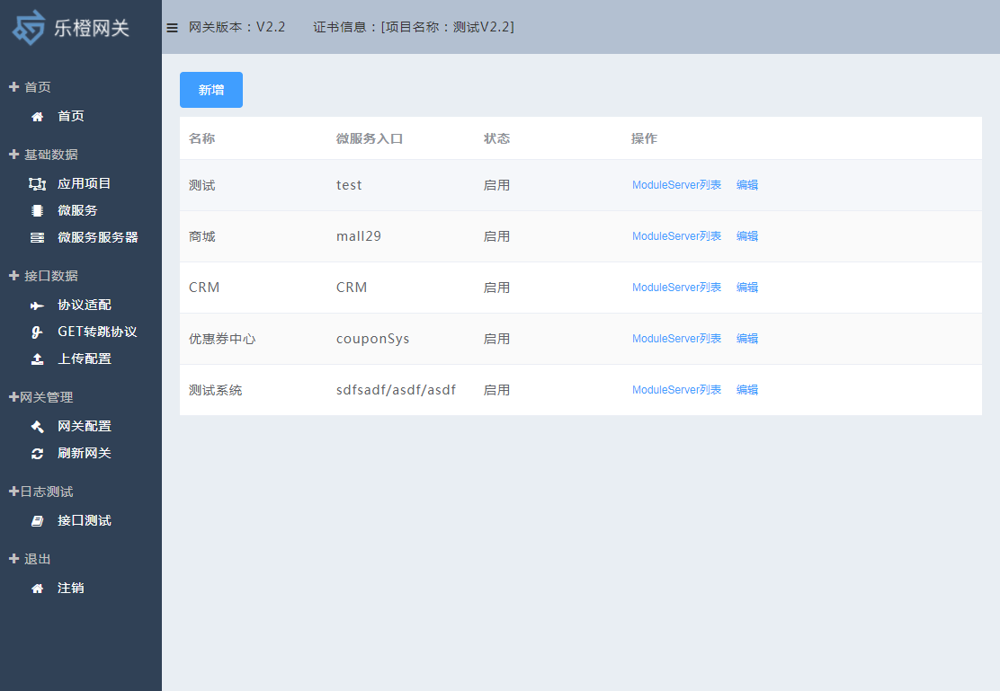 乐橙网关
网关版本：V2.2 证书信息：[项目名称：测试V2.2]
首页
首页
基础数据
应用项目
微服务
微服务服务器
接口数据
协议适配
GET转跳协议
上传配置
网关管理
网关配置
刷新网关
日志测试
接口测试
退出
注销
新增
名称 微服务入口 状态 操作
测试 test 启用 ModuleServer列表 编辑
商城 mall29 启用 ModuleServer列表 编辑
CRM CRM 启用 ModuleServer列表 编辑
优惠券中心 couponSys 启用 ModuleServer列表 编辑
测试系统 sdfsadf/asdf/asdf 启用 ModuleServer列表 编辑